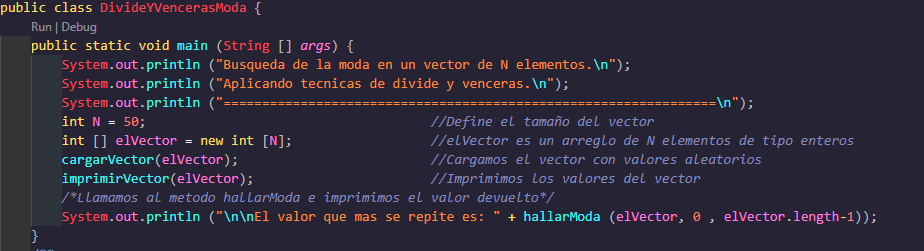 public class DivideYVencerasModa {
Run | Debug
public static void main (String [] args) {
System.out.println ("Busqueda de la moda en un vector de N elementos.\n");
System.out.println ("Aplicando tecnicas de divide y venceras.\n");
System.out.println ("================================================================\n");
int N = 50; //Define el tamaño del vector
int [] elVector = new int [N]; //elVector es un arreglo de N elementos de tipo enteros
cargarVector(elVector); //Cargamos el vector con valores aleatorios
imprimirVector(elVector); //Imprimimos los valores del vector
/*Llamamos al metodo hallarModa e imprimimos el valor devuelto*/
System.out.println ("\n\nEl valor que mas se repite es: " + hallarModa (elVector, 0 , elVector.length-1));
}